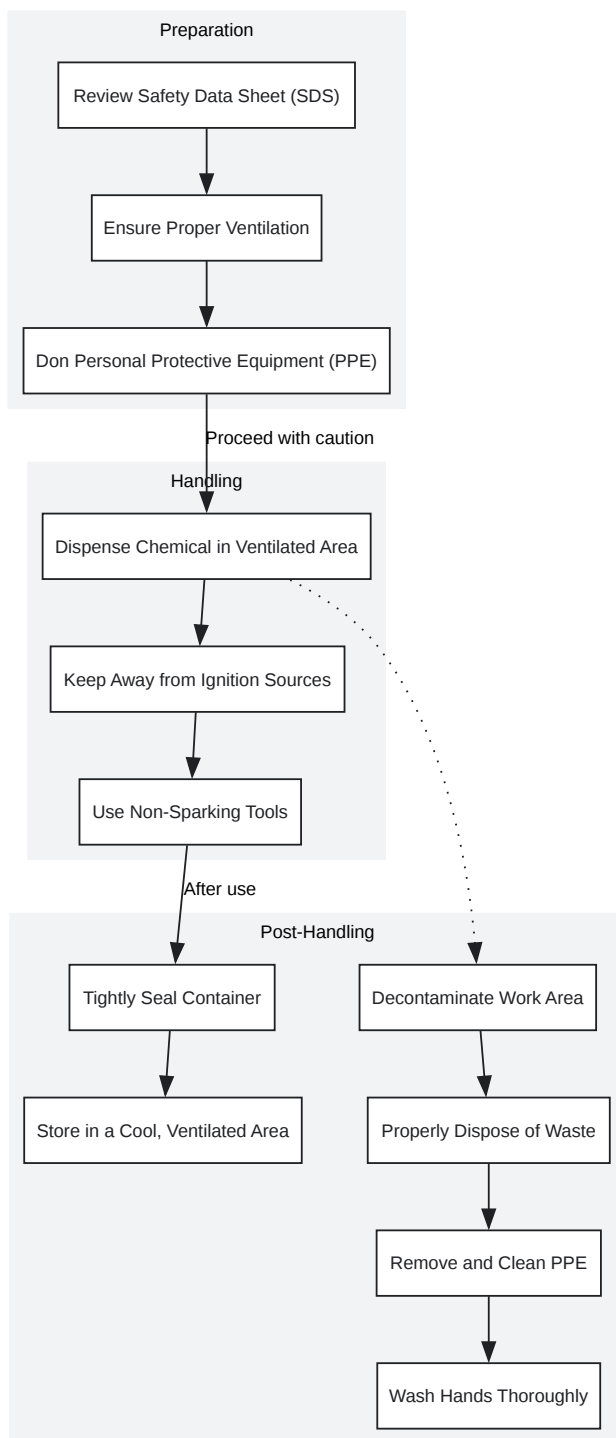 Preparation
Review Safety Data Sheet (SDS)
Ensure Proper Ventilation
Don Personal Protective Equipment (PPE)
Proceed with caution
Handling
Dispense Chemical in Ventilated Area
Keep Away from Ignition Sources
Use Non-Sparking Tools
After use
Post-Handling
Tightly Seal Container
Decontaminate Work Area
Store in a Cool, Ventilated Area
Properly Dispose of Waste
Remove and Clean PPE
Wash Hands Thoroughly